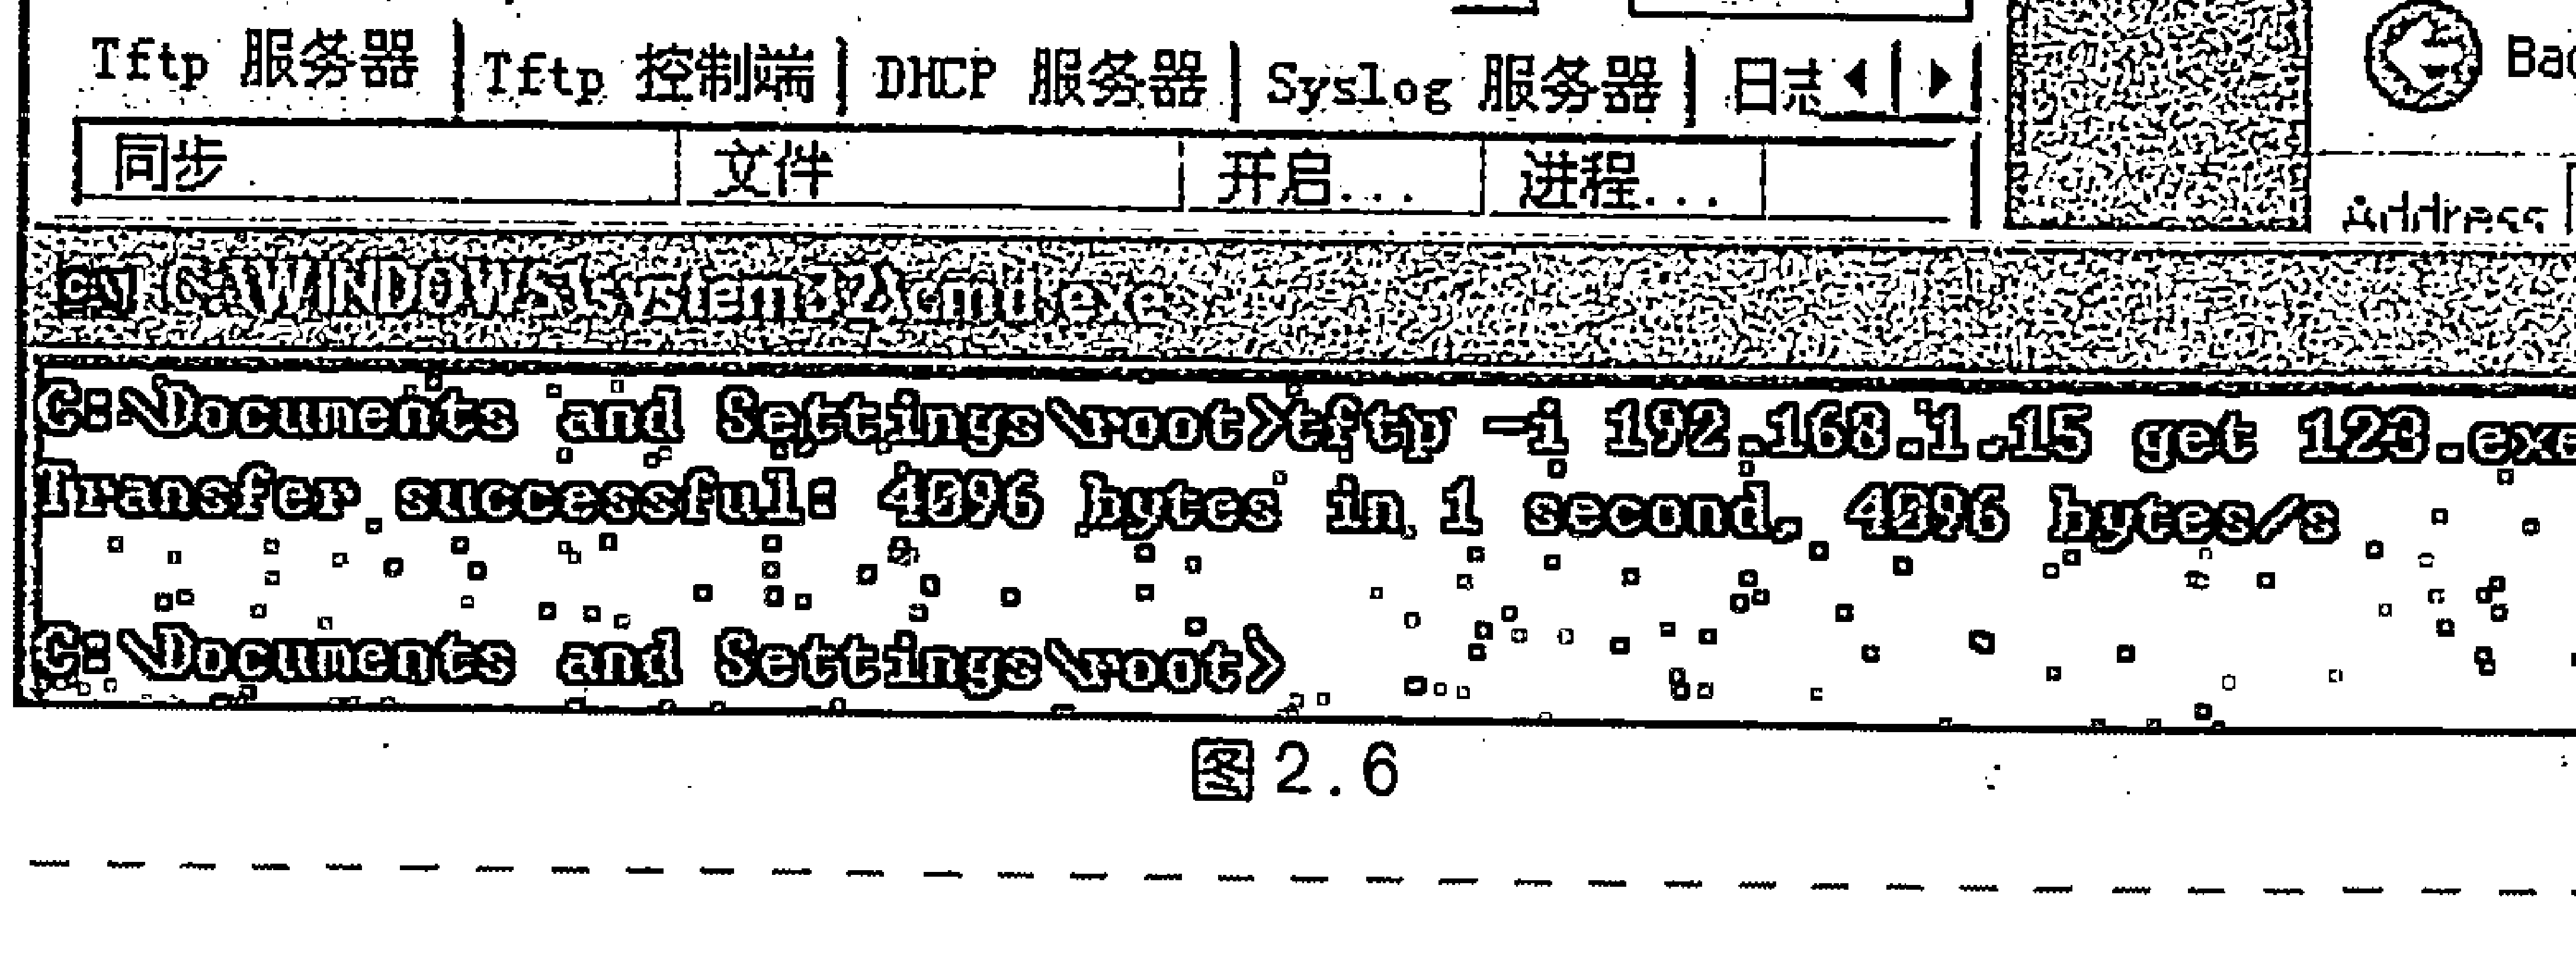 Tftp 服务器 Tftp 控制端 DHCP 服务器 Syslog 服务器 日志
同步 文件 开启... 进程...
Address
C:\WINDOWS\system32\cmd.exe
C:\Documents and Settings\root>tftp -i 192.168.1.15 get 123.exe
Transfer successful: 4096 bytes in 1 second, 4096 bytes/s
C:\Documents and Settings\root>
图2.6